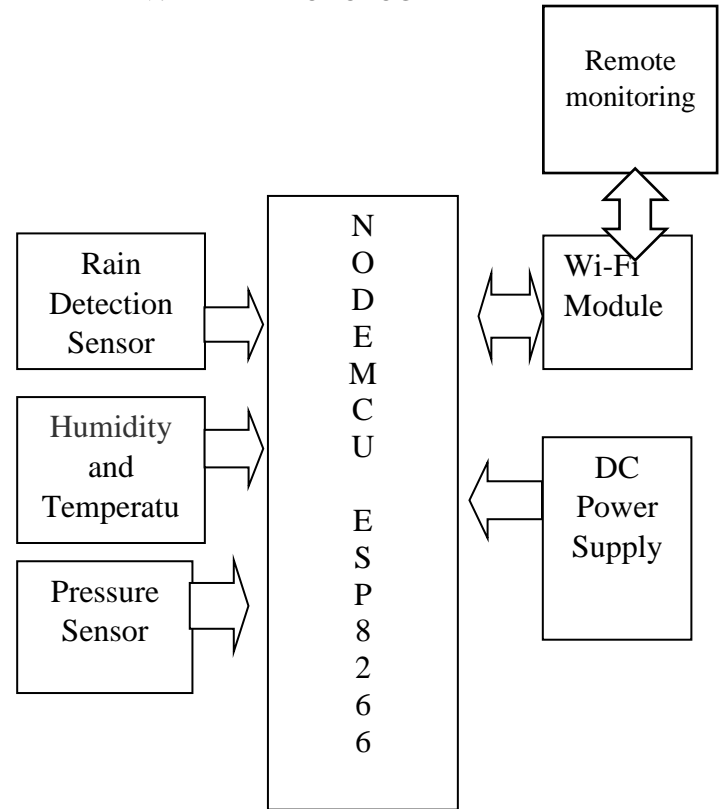 Remote
monitoring
Rain
Detection
Sensor
Humidity
and
Temperatu
Pressure
Sensor
N
O
D
E
M
C
U
E
S
P
8
2
6
6
Wi-Fi
Module
DC
Power
Supply